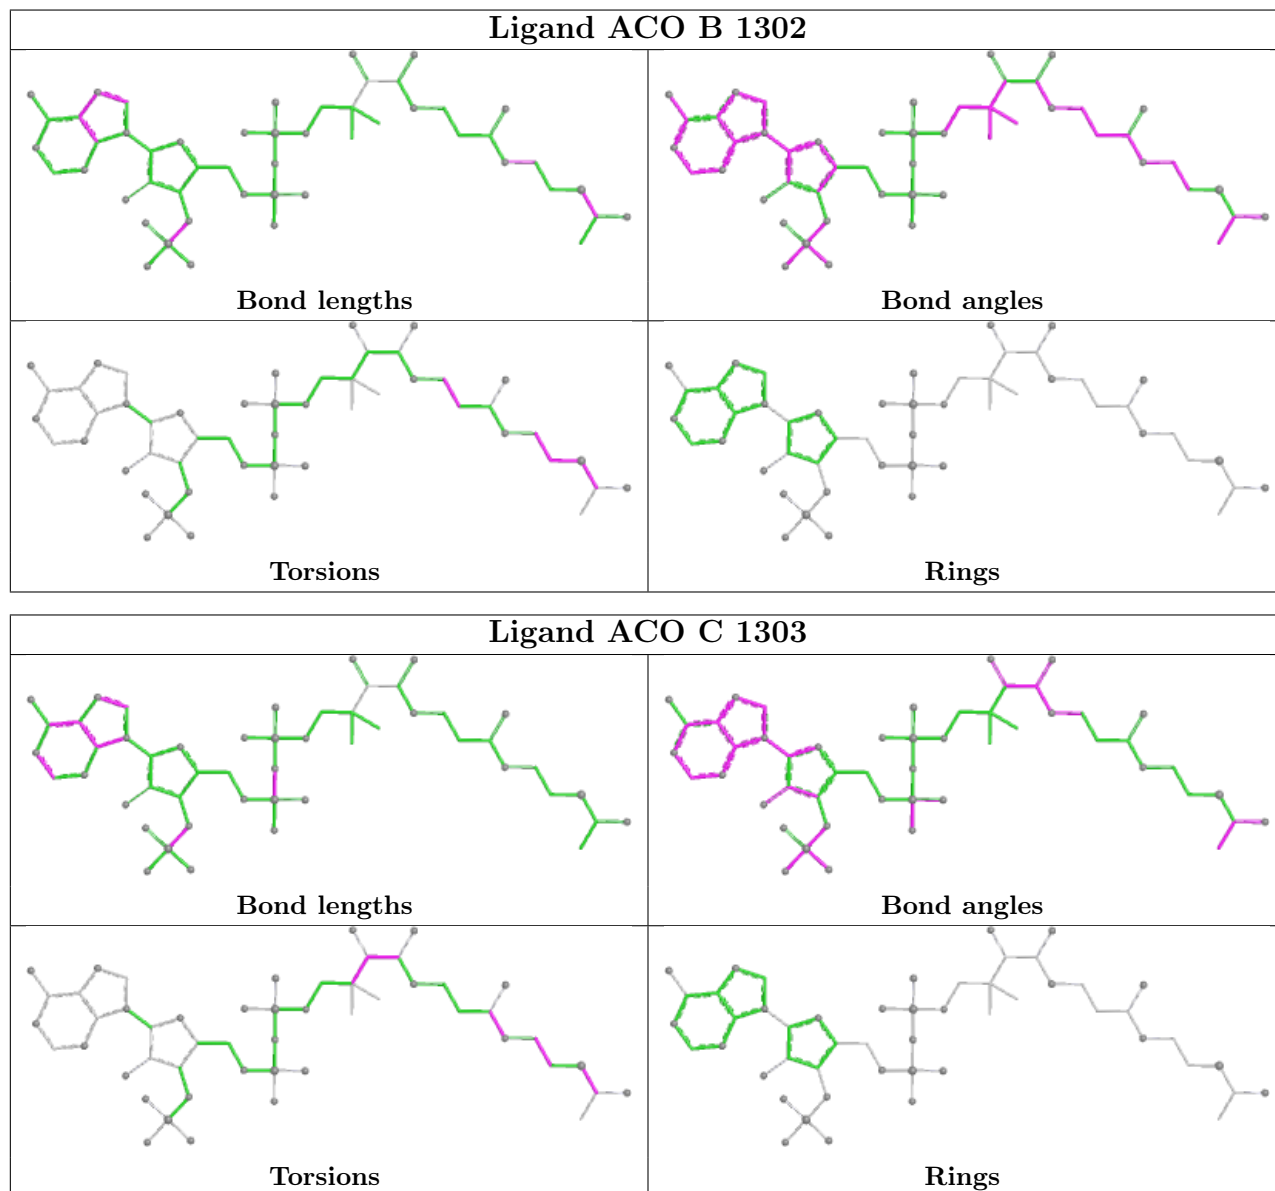 Ligand ACO B 1302
Bond lengths
Bond angles
Torsions
Rings
Ligand ACO C 1303
Bond lengths
Bond angles
Torsions
Rings